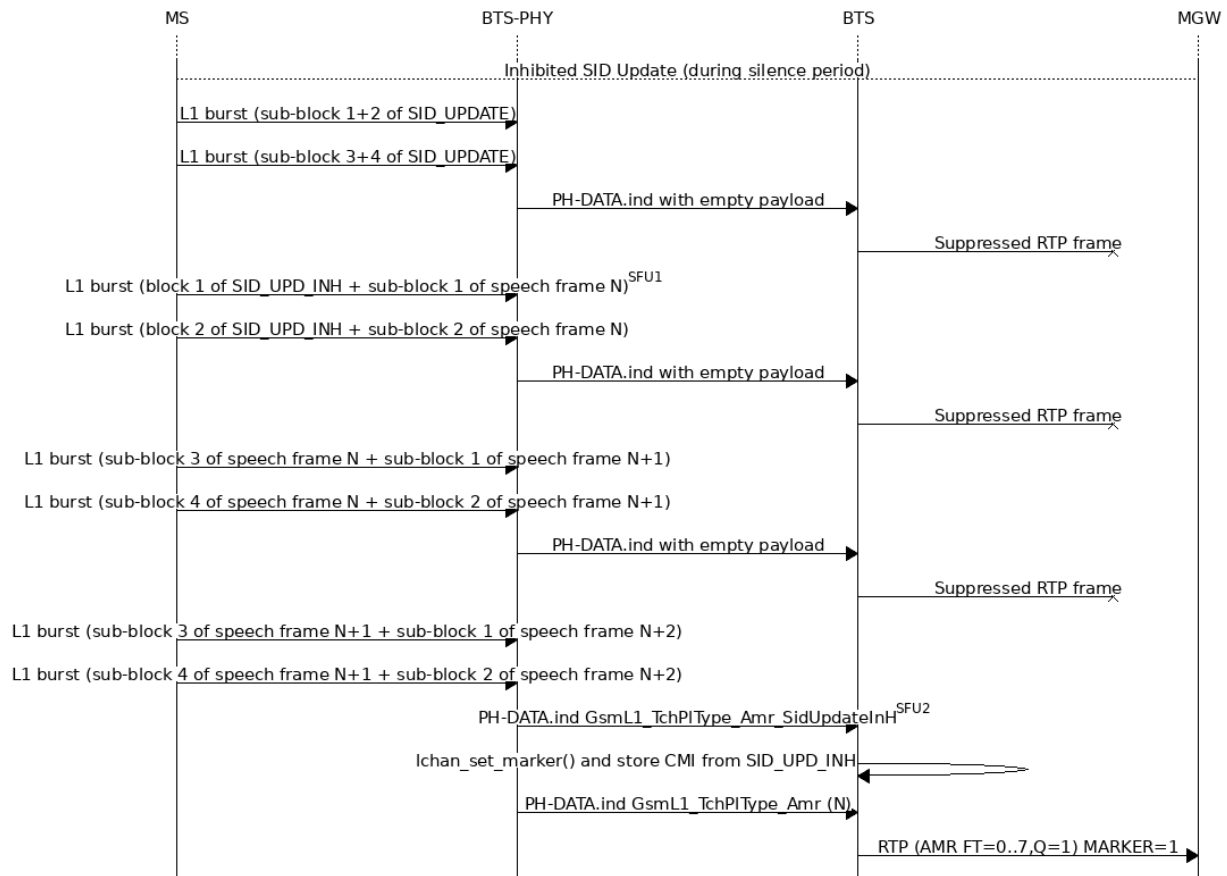 MS BTS-PHY BTS MGW
Inhibited SID Update (during silence period)
L1 burst (sub-block 1+2 of SID_UPDATE)
L1 burst (sub-block 3+4 of SID_UPDATE)
PH-DATA.ind with empty payload
Suppressed RTP frame
L1 burst (block 1 of SID_UPD_INH + sub-block 1 of speech frame N)SFU1
L1 burst (block 2 of SID_UPD_INH + sub-block 2 of speech frame N)
PH-DATA.ind with empty payload
Suppressed RTP frame
L1 burst (sub-block 3 of speech frame N + sub-block 1 of speech frame N+1)
L1 burst (sub-block 4 of speech frame N + sub-block 2 of speech frame N+1)
PH-DATA.ind with empty payload
Suppressed RTP frame
L1 burst (sub-block 3 of speech frame N+1 + sub-block 1 of speech frame N+2)
L1 burst (sub-block 4 of speech frame N+1 + sub-block 2 of speech frame N+2)
PH-DATA.ind GsmL1_TchPlType_Amr_SidUpdateInHSFU2
lchan_set_marker() and store CMI from SID_UPD_INH
PH-DATA.ind GsmL1_TchPlType_Amr (N)
RTP (AMR FT=0..7,Q=1) MARKER=1